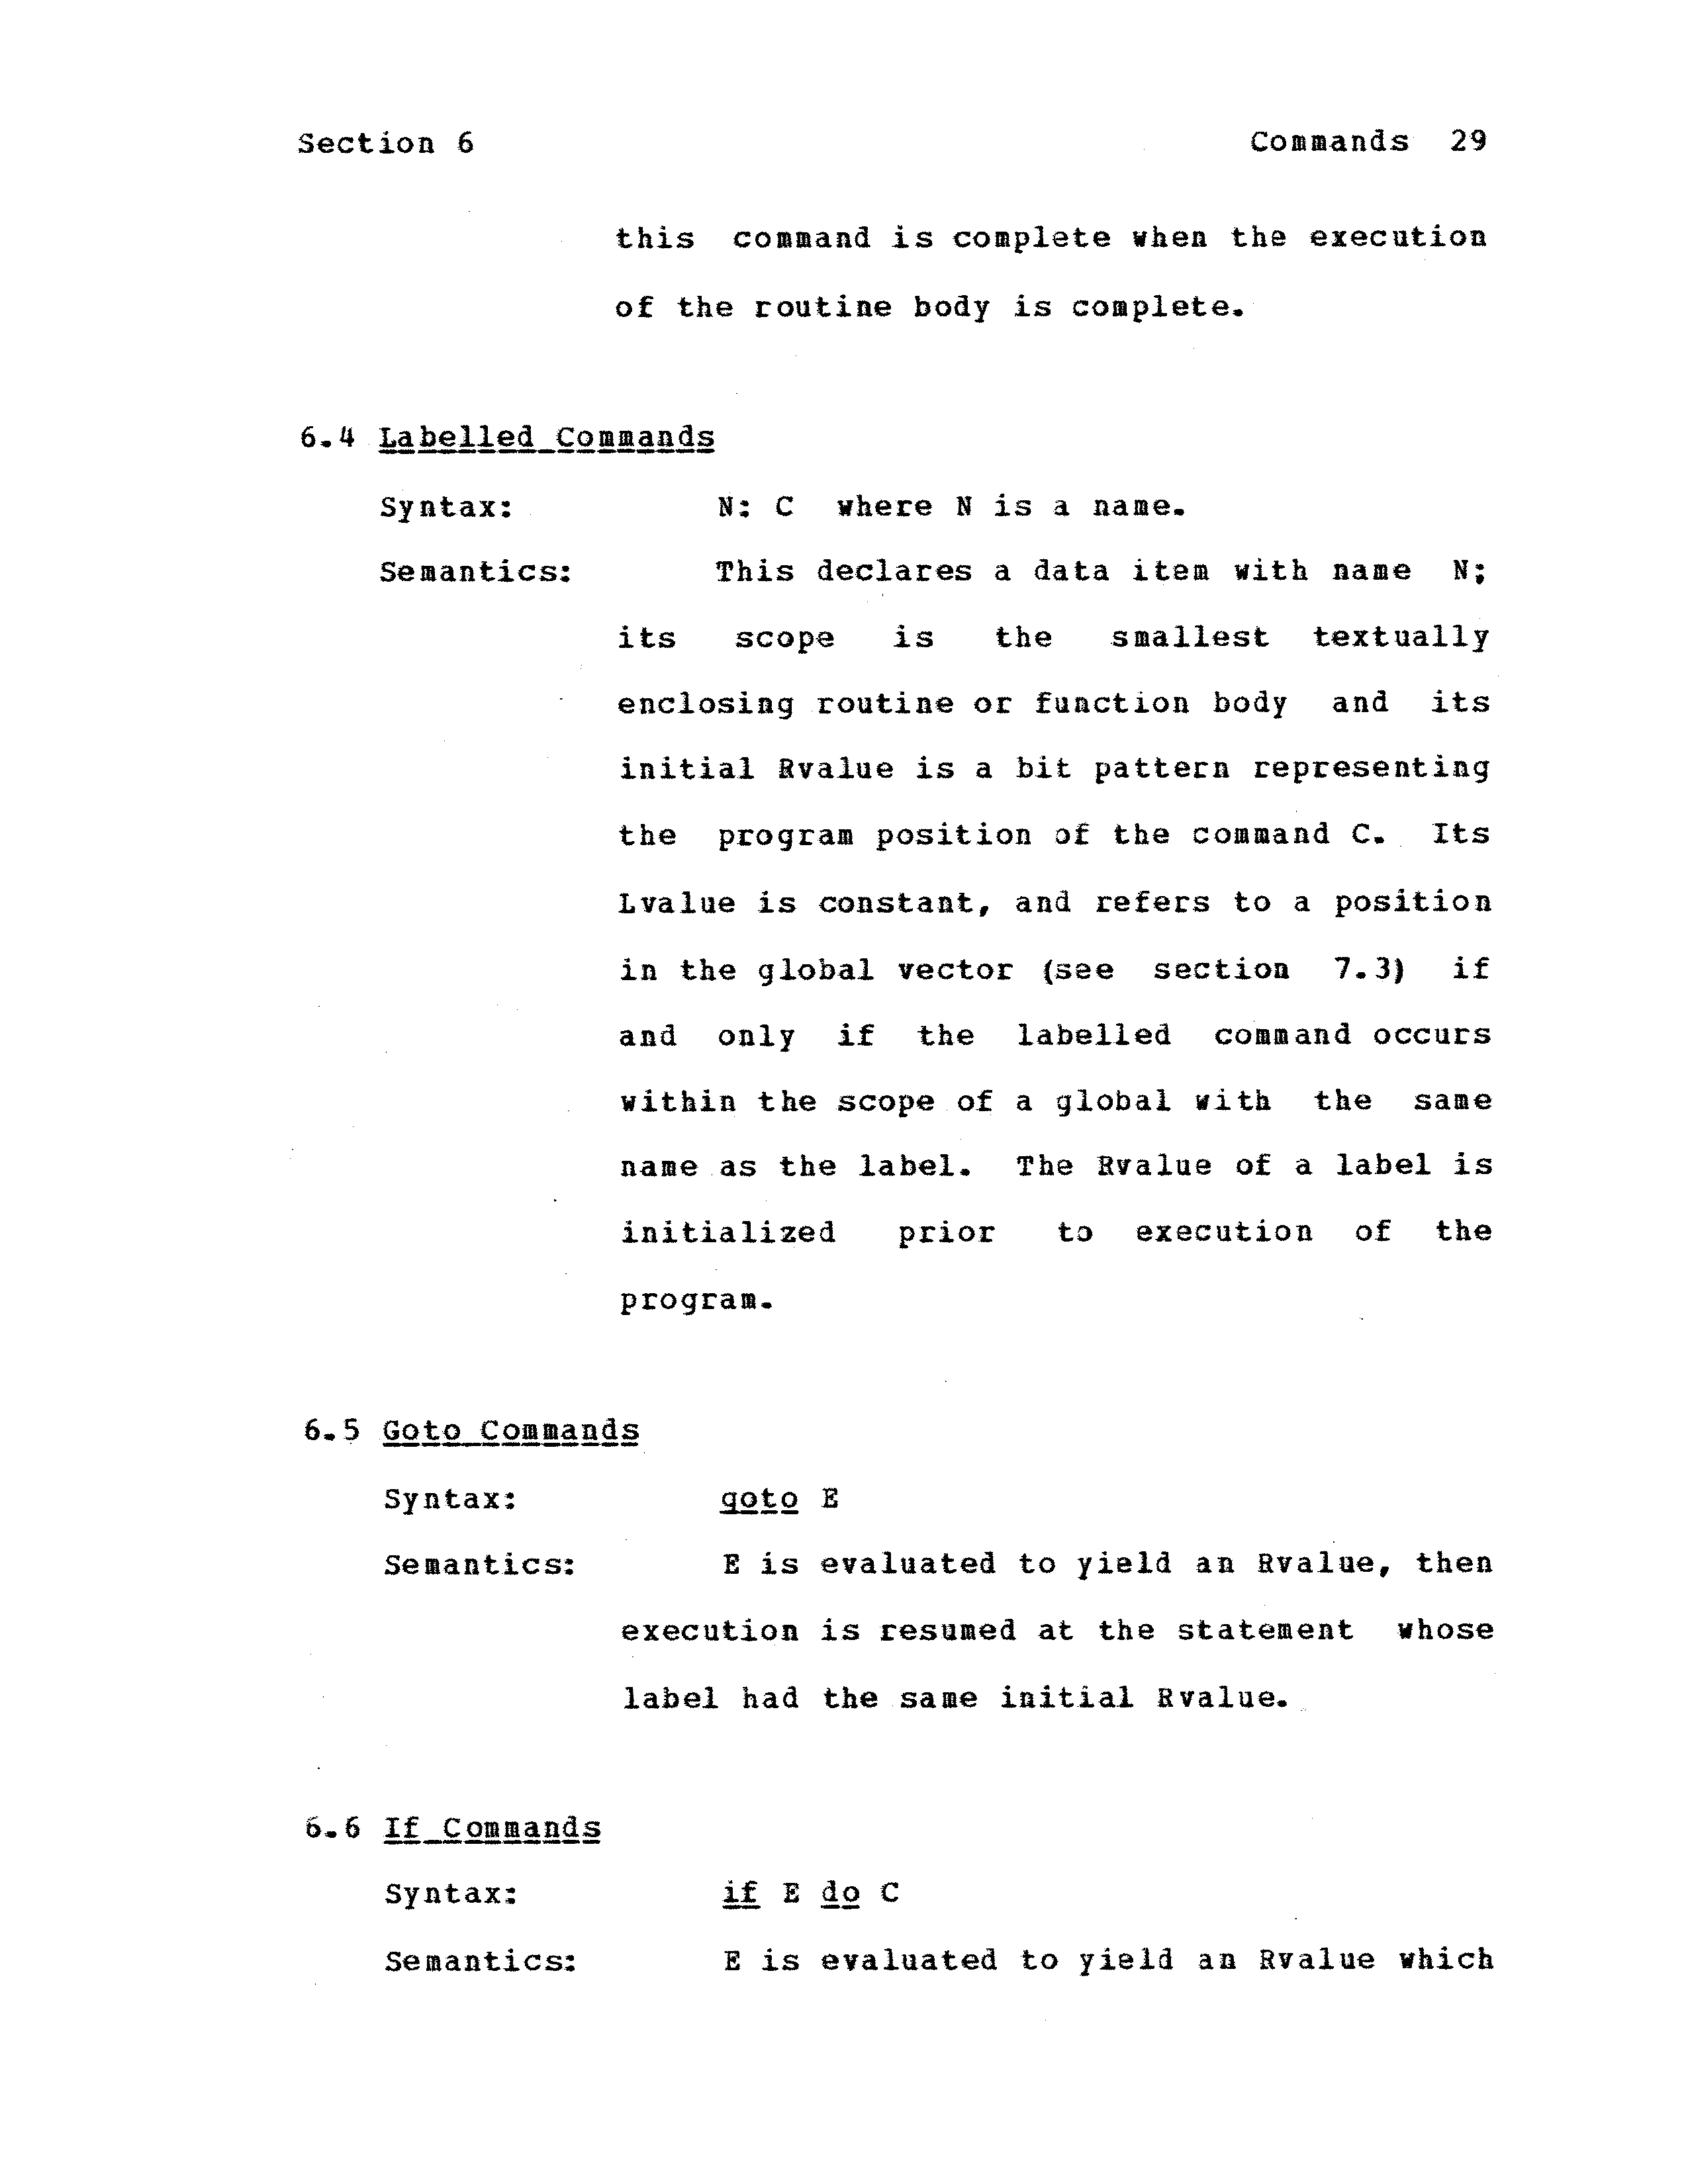 Section 6 Commands 29
this command is complete when the execution
of the routine body is complete.
6.4 Labelled Commands
Syntax: N: C where N is a name.
Semantics: This declares a data item with name N;
its scope is the smallest textually
enclosing routine or function body and its
initial Rvalue is a bit pattern representing
the program position of the command C. Its
Lvalue is constant, and refers to a position
in the global vector (see section 7.3) if
and only if the labelled command occurs
within the scope of a global with the same
name as the label. The Rvalue of a label is
initialized prior to execution of the
program.
6.5 Goto Commands
Syntax: goto E
Semantics: E is evaluated to yield an Rvalue, then
execution is resumed at the statement whose
label had the same initial Rvalue.
6.6 If Commands
Syntax: if E do C
Semantics: E is evaluated to yield an Rvalue which